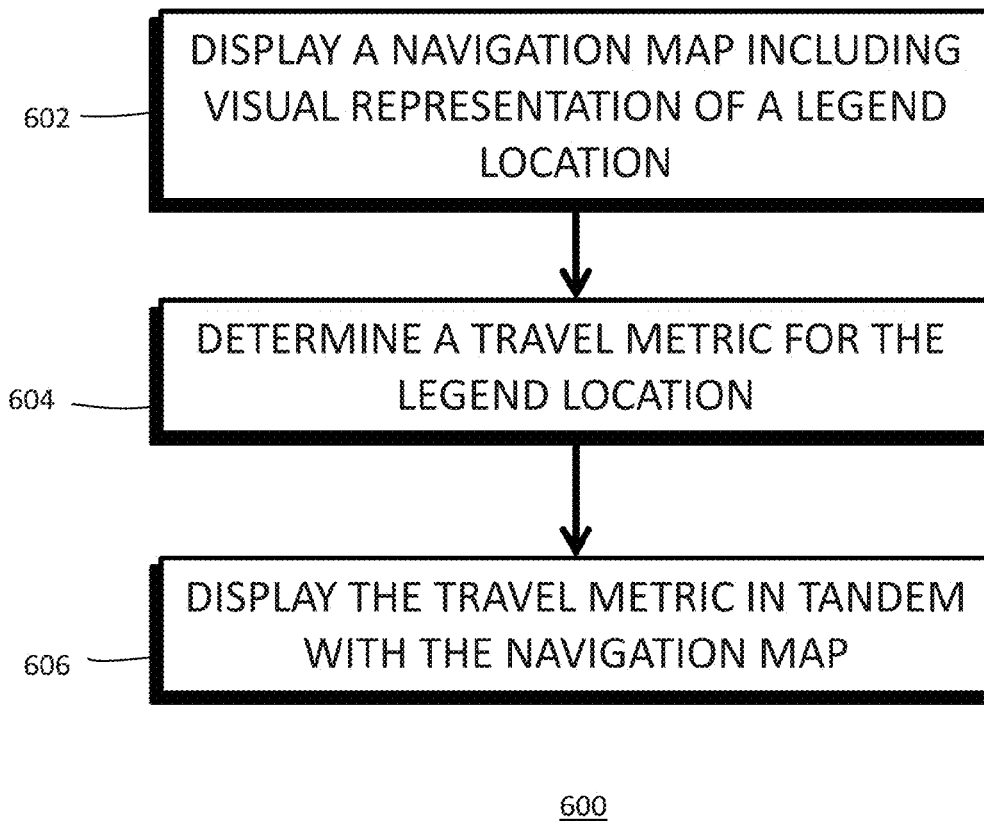 DISPLAY A NAVIGATION MAP INCLUDING
VISUAL REPRESENTATION OF A LEGEND
LOCATION
602
DETERMINE A TRAVEL METRIC FOR THE
LEGEND LOCATION
604
DISPLAY THE TRAVEL METRIC IN TANDEM
WITH THE NAVIGATION MAP
606
600